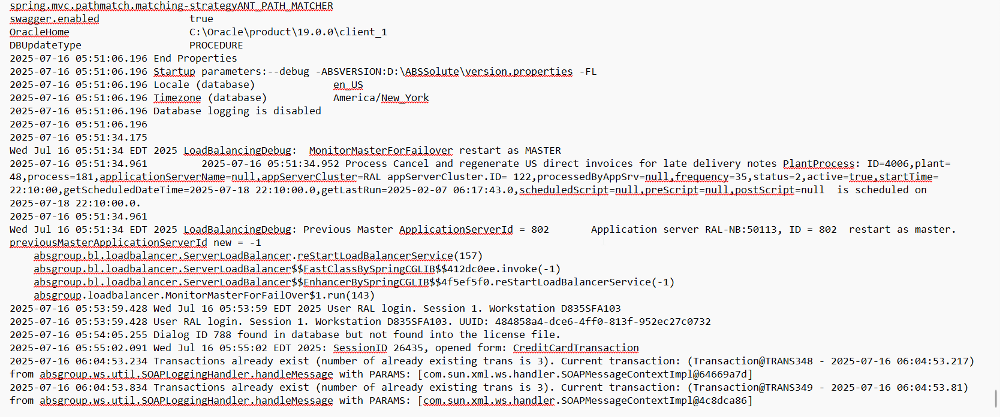 spring.mvc.pathmatch.matching-strategyANT_PATH_MATCHER
swagger.enabled               true
OracleHome                    C:\Oracle\product\19.0.0\client_1
DBUpdateType                  PROCEDURE
2025-07-16 05:51:06.196 End Properties
2025-07-16 05:51:06.196 Startup parameters:--debug -ABSVERSION:D:\ABSSolute\version.properties -FL
2025-07-16 05:51:06.196 Locale (database)             en_US
2025-07-16 05:51:06.196 Timezone (database)           America/New_York
2025-07-16 05:51:06.196 Database logging is disabled
2025-07-16 05:51:06.196
2025-07-16 05:51:34.175
Wed Jul 16 05:51:34 EDT 2025 LoadBalancingDebug:  MonitorMasterForFailover restart as MASTER
2025-07-16 05:51:34.961         2025-07-16 05:51:34.952 Process Cancel and regenerate US direct invoices for late delivery notes PlantProcess: ID=4006,plant=
48,process=181,applicationServerName=null,appServerCluster=RAL appServerCluster.ID= 122,processedByAppSrv=null,frequency=35,status=2,active=true,startTime=
22:10:00,getScheduledDateTime=2025-07-18 22:10:00.0,getLastRun=2025-02-07 06:17:43.0,scheduledScript=null,preScript=null,postScript=null  is scheduled on
2025-07-18 22:10:00.0.
2025-07-16 05:51:34.961
Wed Jul 16 05:51:34 EDT 2025 LoadBalancingDebug: Previous Master ApplicationServerId = 802       Application server RAL-NB:50113, ID = 802  restart as master.
previousMasterApplicationServerId new = -1
    absgroup.bl.loadbalancer.ServerLoadBalancer.reStartLoadBalancerService(157)
    absgroup.bl.loadbalancer.ServerLoadBalancer$$FastClassBySpringCGLIB$$412dc0ee.invoke(-1)
    absgroup.bl.loadbalancer.ServerLoadBalancer$$EnhancerBySpringCGLIB$$4f5ef5f0.reStartLoadBalancerService(-1)
    absgroup.loadbalancer.MonitorMasterForFailOver$1.run(143)
2025-07-16 05:53:59.428 Wed Jul 16 05:53:59 EDT 2025 User RAL login. Session 1. Workstation D835SFA103
2025-07-16 05:53:59.428 User RAL login. Session 1. Workstation D835SFA103. UUID: 484858a4-dce6-4ff0-813f-952ec27c0732
2025-07-16 05:54:05.255 Dialog ID 788 found in database but not found into the license file.
2025-07-16 05:55:02.091 Wed Jul 16 05:55:02 EDT 2025: SessionID 26435, opened form: CreditCardTransaction
2025-07-16 06:04:53.234 Transactions already exist (number of already existing trans is 3). Current transaction: (Transaction@TRANS348 - 2025-07-16 06:04:53.217)
from absgroup.ws.util.SOAPLoggingHandler.handleMessage with PARAMS: [com.sun.xml.ws.handler.SOAPMessageContextImpl@64669a7d]
2025-07-16 06:04:53.834 Transactions already exist (number of already existing trans is 3). Current transaction: (Transaction@TRANS349 - 2025-07-16 06:04:53.81)
from absgroup.ws.util.SOAPLoggingHandler.handleMessage with PARAMS: [com.sun.xml.ws.handler.SOAPMessageContextImpl@4c8dca86]